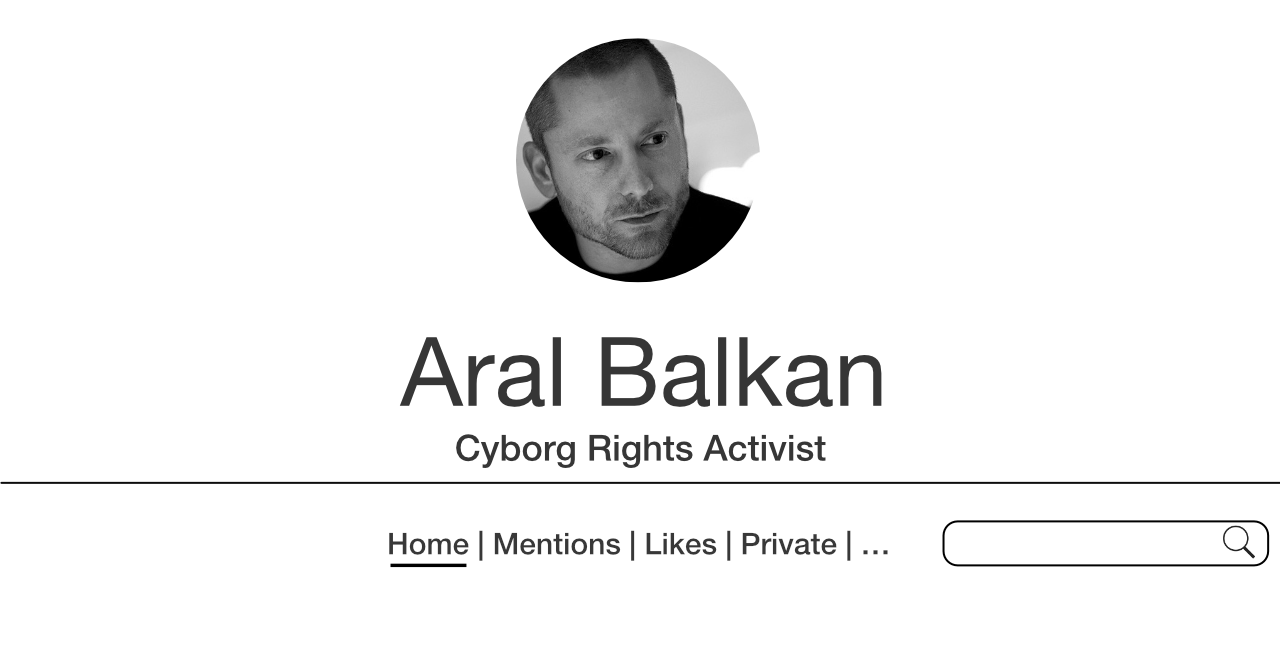 Aral Balkan
Cyborg Rights Activist
Home | Mentions | Likes | Private | ...